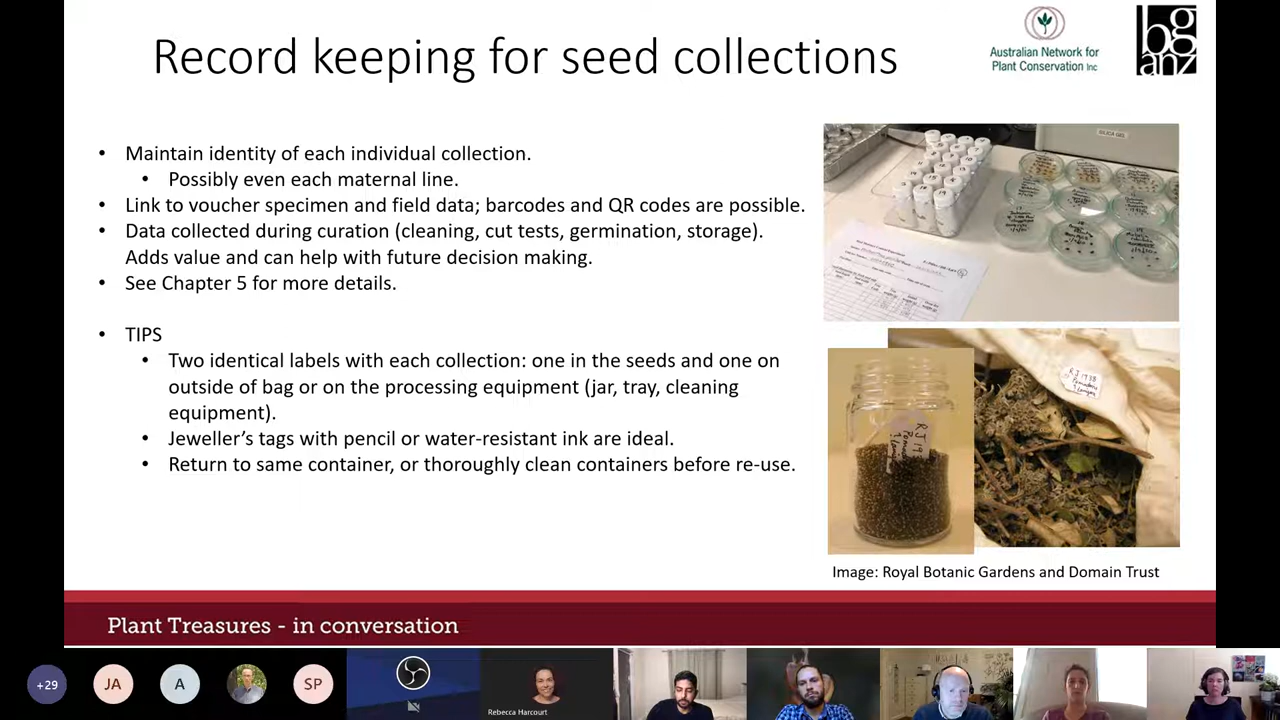 Record keeping for seed collections
Australian Network for
Plant Conservation Inc
bg
anz
• Maintain identity of each individual collection.
• Possibly even each maternal line.
• Link to voucher specimen and field data; barcodes and QR codes are possible.
• Data collected during curation (cleaning, cut tests, germination, storage).
Adds value and can help with future decision making.
• See Chapter 5 for more details.
• TIPS
• Two identical labels with each collection: one in the seeds and one on
outside of bag or on the processing equipment (jar, tray, cleaning
equipment).
• Jeweller’s tags with pencil or water-resistant ink are ideal.
• Return to same container, or thoroughly clean containers before re-use.
SILICA GEL
RJ 1938
Image: Royal Botanic Gardens and Domain Trust
Plant Treasures - in conversation
+29
JA
A
SP
Rebecca Harcourt